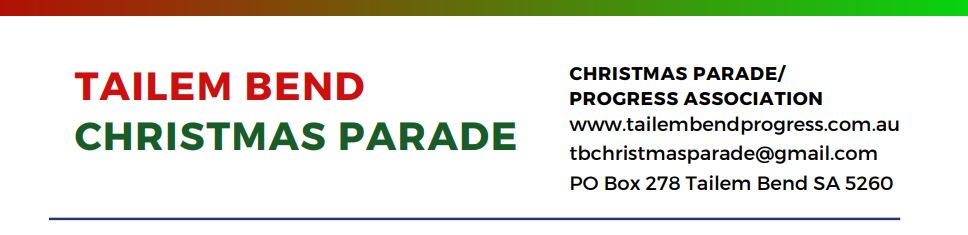 TAILEM BEND
CHRISTMAS PARADE
CHRISTMAS PARADE/
PROGRESS ASSOCIATION
www.tailembendprogress.com.au
tbchristmasparade@gmail.com
PO Box 278 Tailem Bend SA 5260